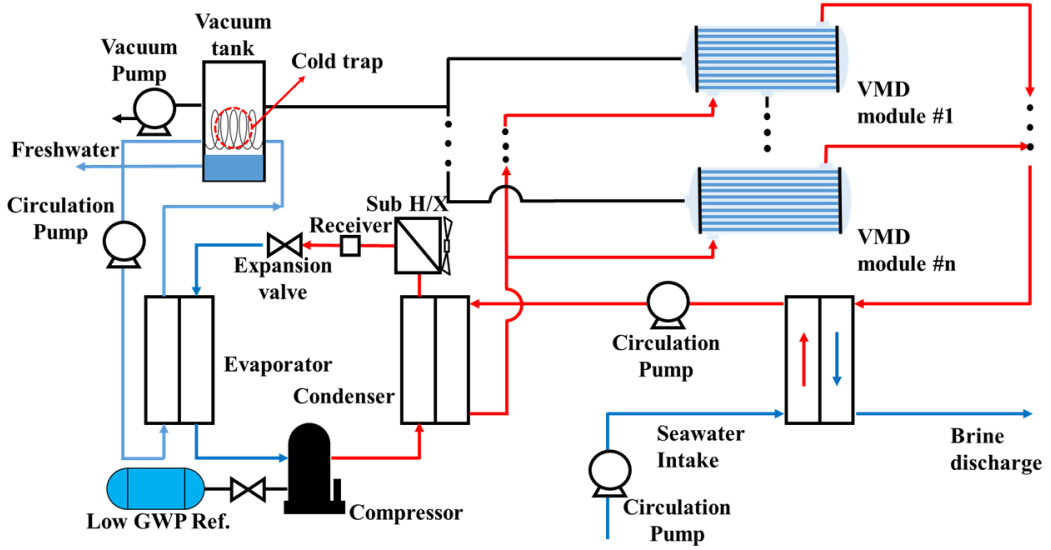 Vacuum
tank
Vacuum
Pump
Cold trap
VMD
module #1
Freshwater
Circulation
Pump
Sub H/X
Receiver
Expansion
valve
VMD
module #n
Circulation
Pump
Evaporator
Condenser
Seawater
Intake
Brine
discharge
Compressor
Low GWP Ref.
Circulation
Pump